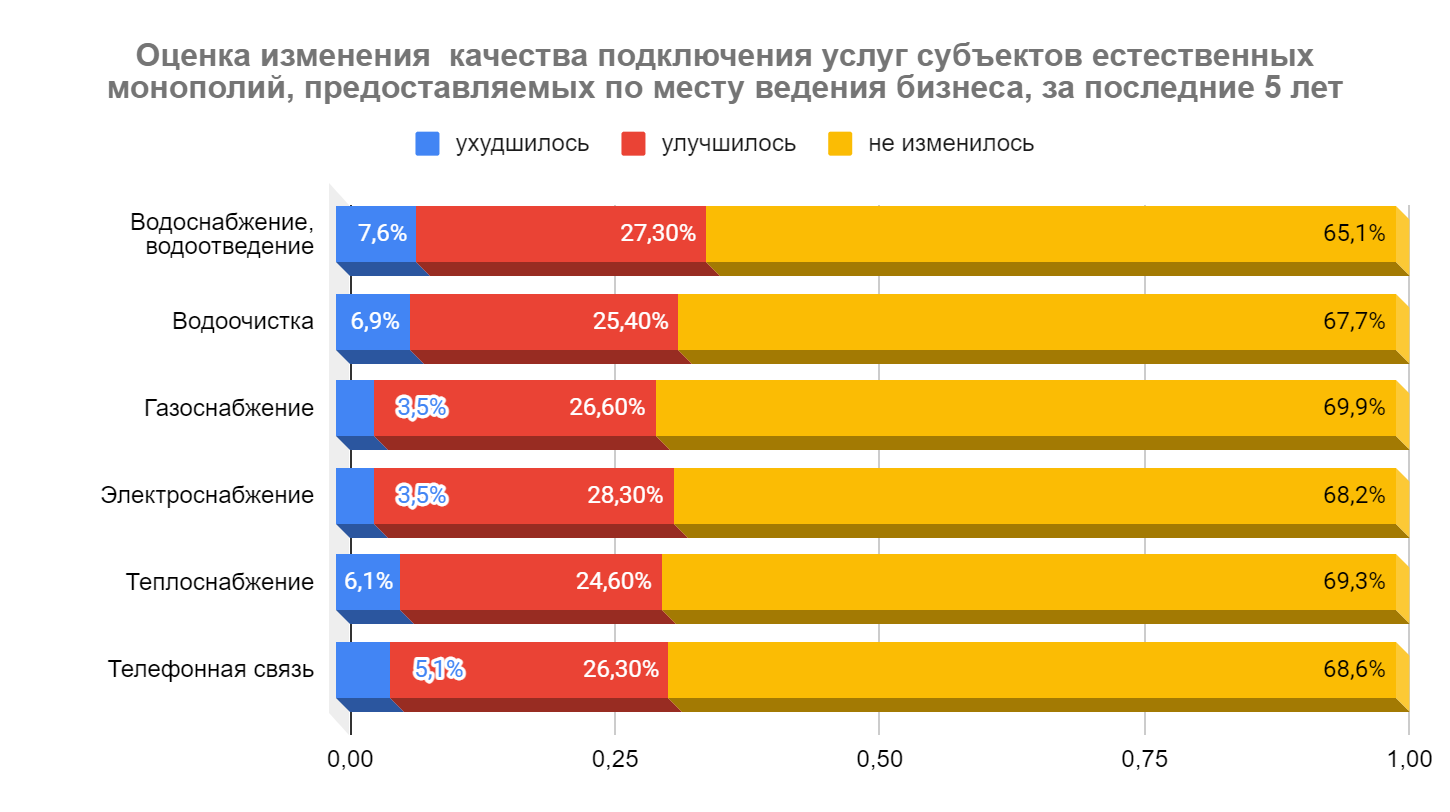 Оценка изменения  качества подключения услуг субъектов естественных
монополий, предоставляемых по месту ведения бизнеса, за последние 5 лет
ухудшилось улучшилось не изменилось
Водоснабжение,
водоотведение
7,6% 27,30% 65,1%
Водоочистка 6,9% 25,40% 67,7%
Газоснабжение 3,5% 26,60% 69,9%
Электроснабжение 3,5% 28,30% 68,2%
Теплоснабжение 6,1% 24,60% 69,3%
Телефонная связь 5,1% 26,30% 68,6%
0,00 0,25 0,50 0,75 1,00